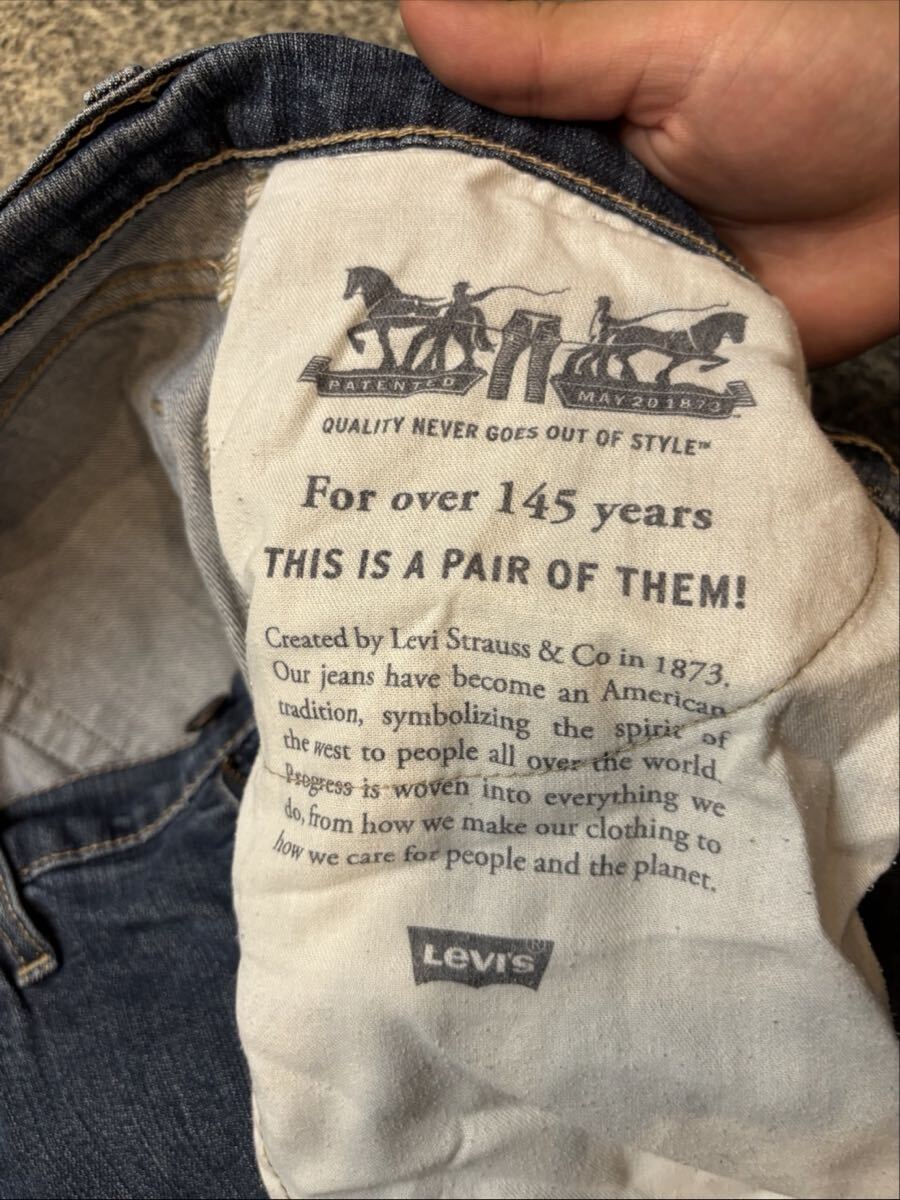 PATENTED
MAY 20 1873
QUALITY NEVER GOES OUT OF STYLE™
For over 145 years
THIS IS A PAIR OF THEM!
Created by Levi Strauss & Co in 1873.
Our jeans have become an American
tradition, symbolizing the spirit of
the west to people all over the world.
Progress is woven into everything we
do, from how we make our clothing to
how we care for people and the planet.
LEVI'S